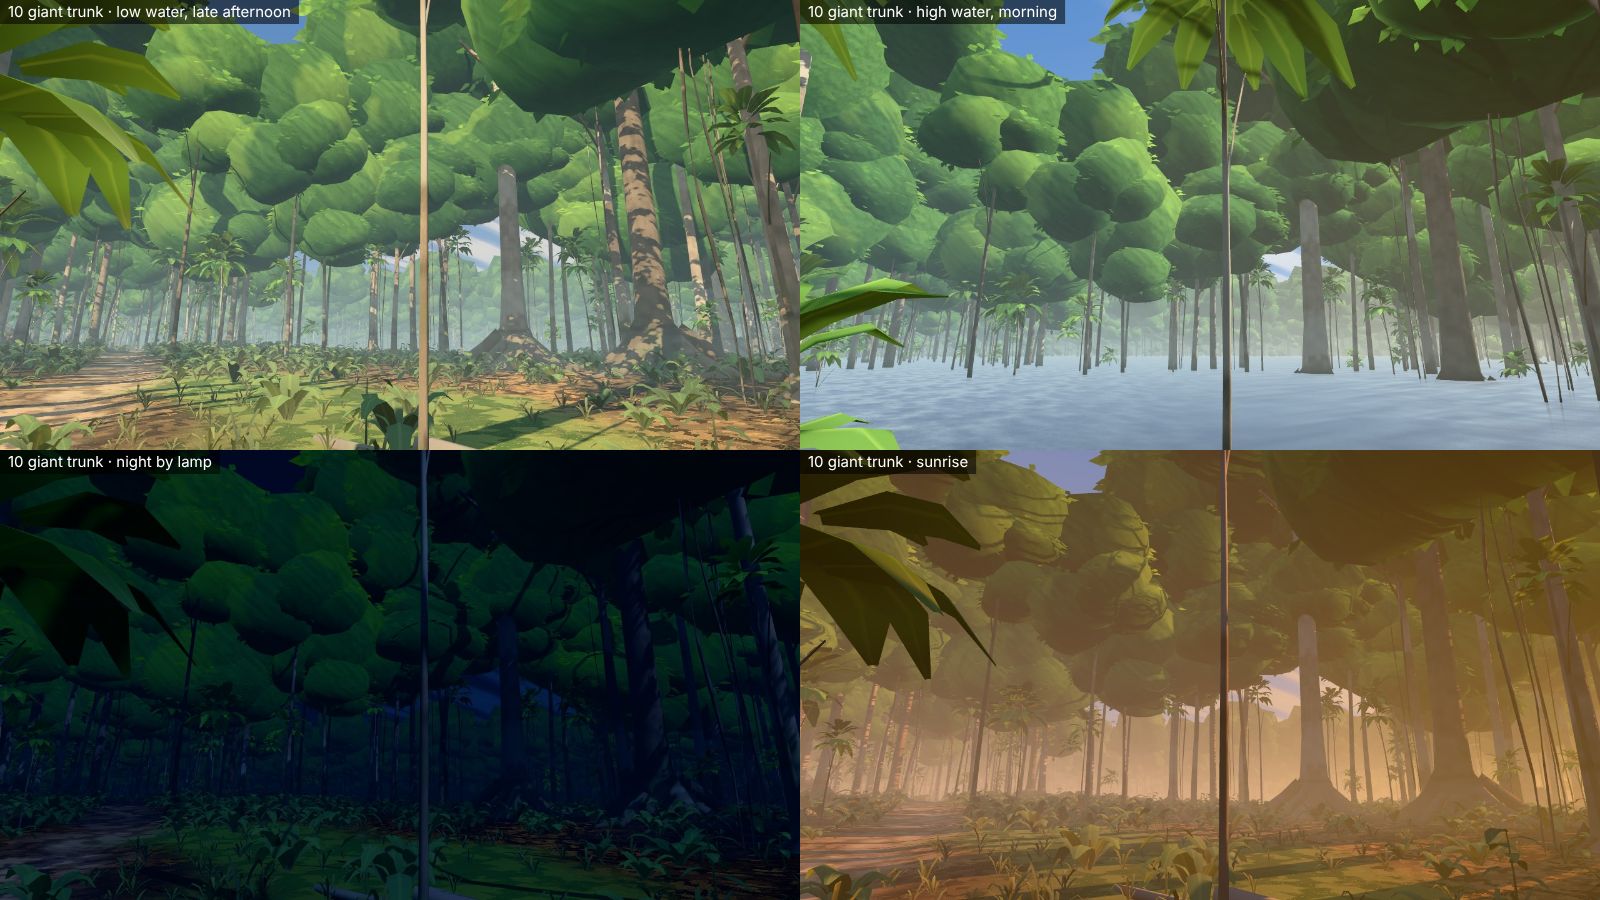 10 giant trunk · low water, late afternoon
10 giant trunk · high water, morning
10 giant trunk · night by lamp
10 giant trunk · sunrise